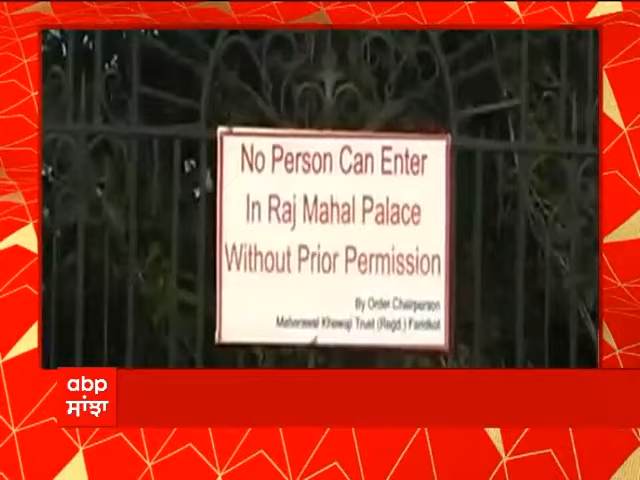 No Person Can Enter
In Raj Mahal Palace
Without Prior Permission
By Order Chairperson
Maharawal Khewaji Trust (Regd.) Faridkot
abp
ਸਾਂਝਾ